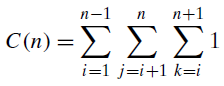 C(n) = \sum_{i=1}^{n-1} \sum_{j=i+1}^{n} \sum_{k=i}^{n+1} 1